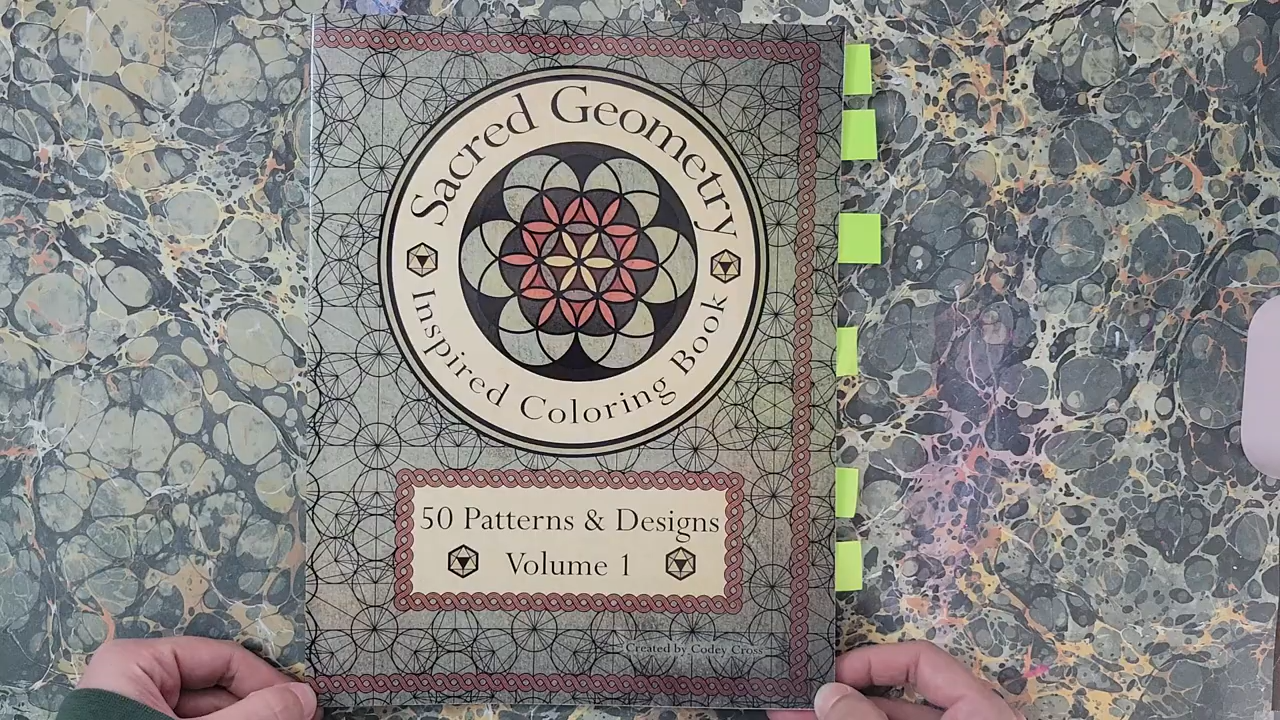 Sacred Geometry
Inspired Coloring Book
50 Patterns & Designs
Volume 1
Created by Codey Cross